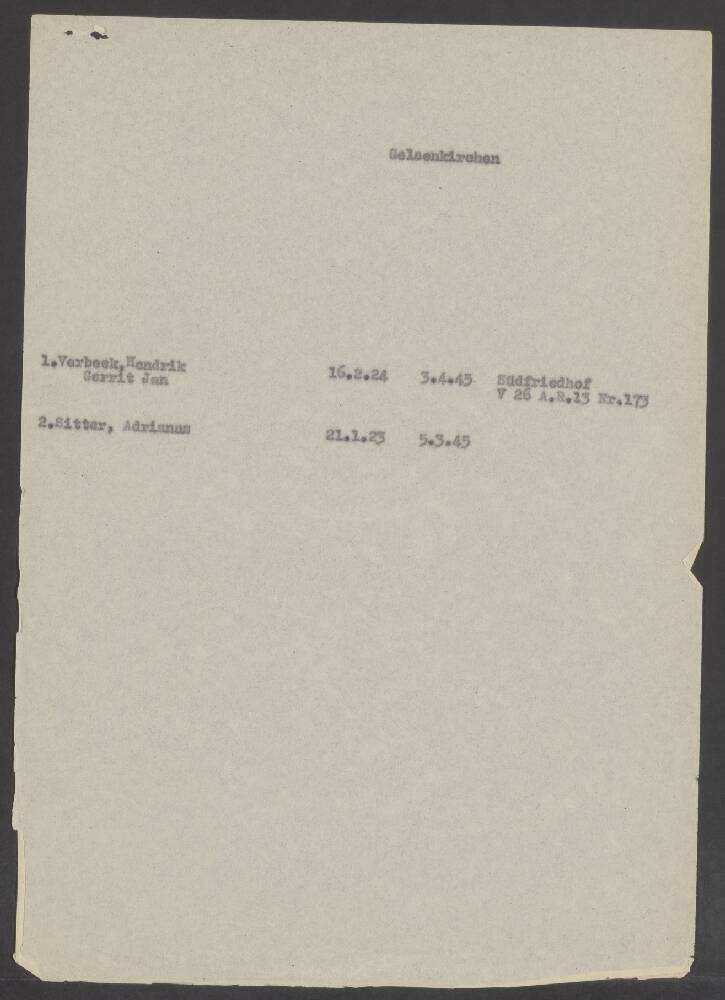 Gelsenkirchen
1.Verbeek,Hendrik 16.2.24 3.4.45 Südfriedhof
Gerrit Jan V 26 A.R.13 Nr.173
2.Sitter, Adrianus 21.1.23 5.3.45